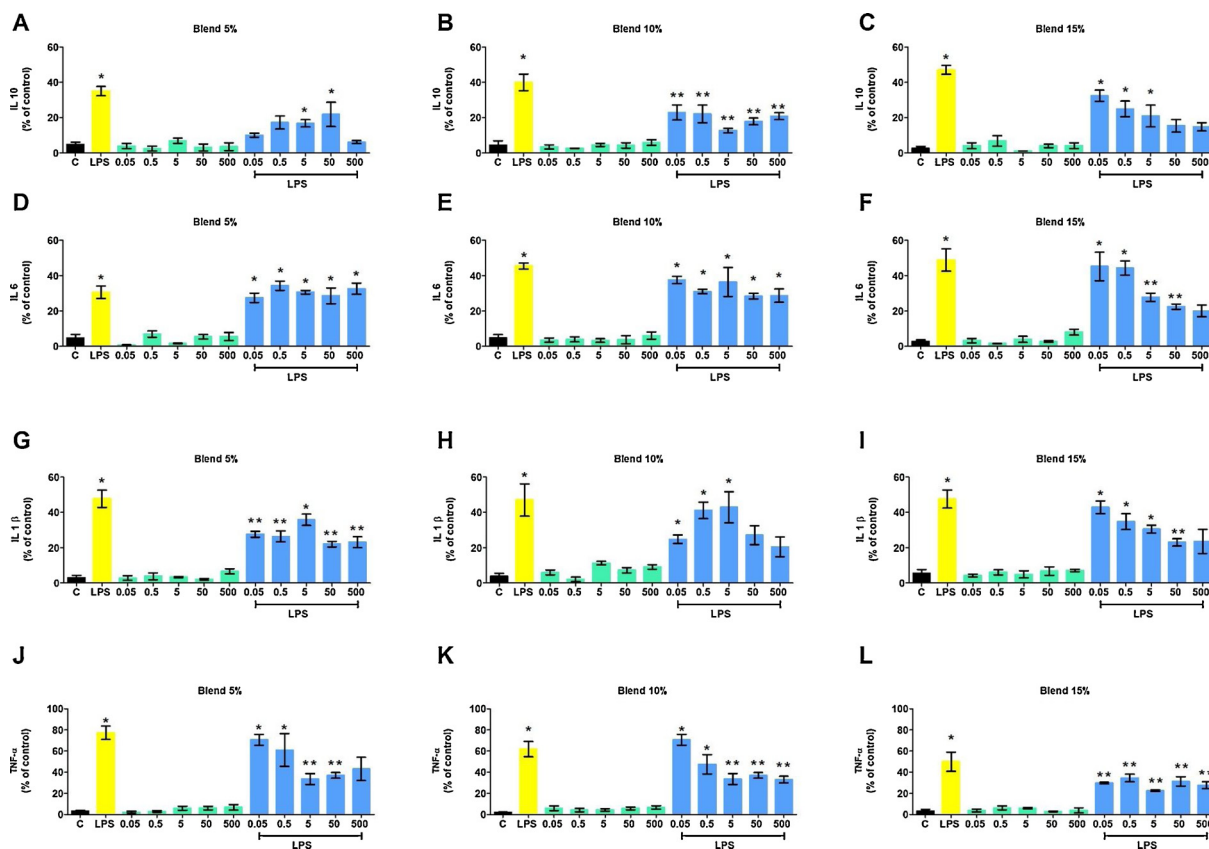 A
Blend 5%
IL 10
(% of control)
60
40
20
0
* * *
C LPS 0.05 0.5 5 50 500 0.05 0.5 5 50 500
LPS
B
Blend 10%
IL 10
(% of control)
60
40
20
0
* ** ** ** ** **
C LPS 0.05 0.5 5 50 500 0.05 0.5 5 50 500
LPS
C
Blend 15%
IL 10
(% of control)
60
40
20
0
* * * *
C LPS 0.05 0.5 5 50 500 0.05 0.5 5 50 500
LPS
D
Blend 5%
IL 6
(% of control)
60
40
20
0
* * * * * *
C LPS 0.05 0.5 5 50 500 0.05 0.5 5 50 500
LPS
E
Blend 10%
IL 6
(% of control)
60
40
20
0
* * * * * *
C LPS 0.05 0.5 5 50 500 0.05 0.5 5 50 500
LPS
F
Blend 15%
IL 6
(% of control)
60
40
20
0
* * * ** **
C LPS 0.05 0.5 5 50 500 0.05 0.5 5 50 500
LPS
G
Blend 5%
IL 1 β
(% of control)
60
40
20
0
* ** ** * ** **
C LPS 0.05 0.5 5 50 500 0.05 0.5 5 50 500
LPS
H
Blend 10%
IL 1 β
(% of control)
60
40
20
0
* * * *
C LPS 0.05 0.5 5 50 500 0.05 0.5 5 50 500
LPS
I
Blend 15%
IL 1 β
(% of control)
60
40
20
0
* * * * **
C LPS 0.05 0.5 5 50 500 0.05 0.5 5 50 500
LPS
J
Blend 5%
TNF-α
(% of control)
100
80
60
40
20
0
* * * ** **
C LPS 0.05 0.5 5 50 500 0.05 0.5 5 50 500
LPS
K
Blend 10%
TNF-α
(% of control)
100
80
60
40
20
0
* * * ** ** **
C LPS 0.05 0.5 5 50 500 0.05 0.5 5 50 500
LPS
L
Blend 15%
TNF-α
(% of control)
100
80
60
40
20
0
* ** ** ** ** **
C LPS 0.05 0.5 5 50 500 0.05 0.5 5 50 500
LPS